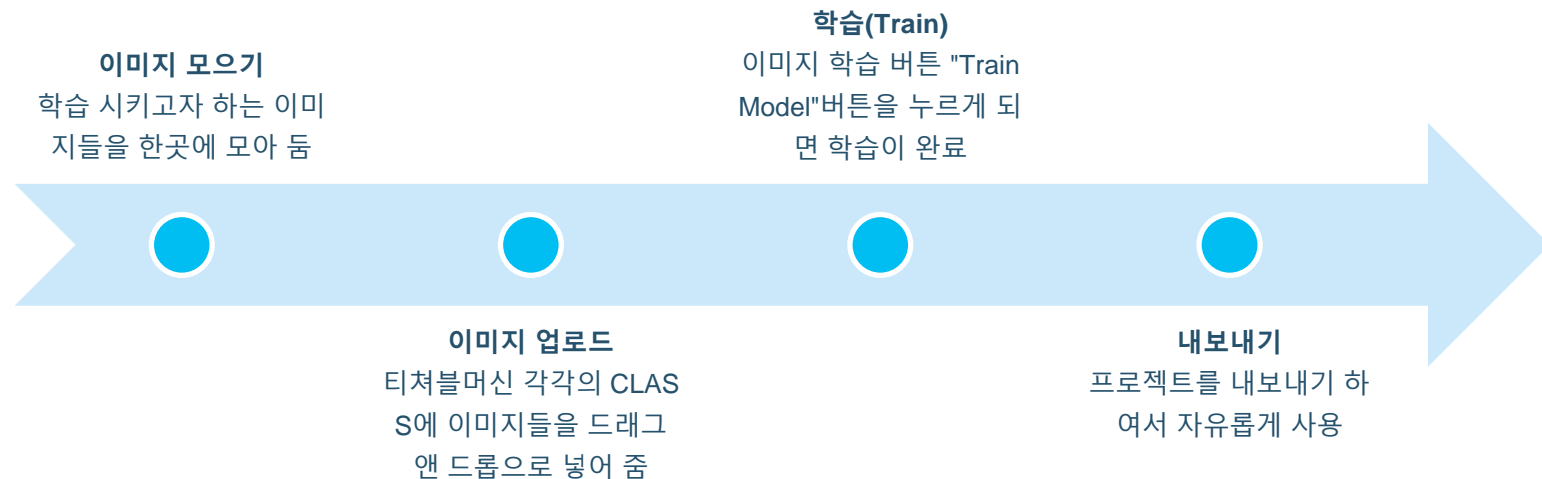 이미지 모으기
학습 시키고자 하는 이미
지들을 한곳에 모아 둠
이미지 업로드
티쳐블머신 각각의 CLAS
S에 이미지들을 드래그
앤 드롭으로 넣어 줌
학습(Train)
이미지 학습 버튼 "Train
Model"버튼을 누르게 되
면 학습이 완료
내보내기
프로젝트를 내보내기 하
여서 자유롭게 사용